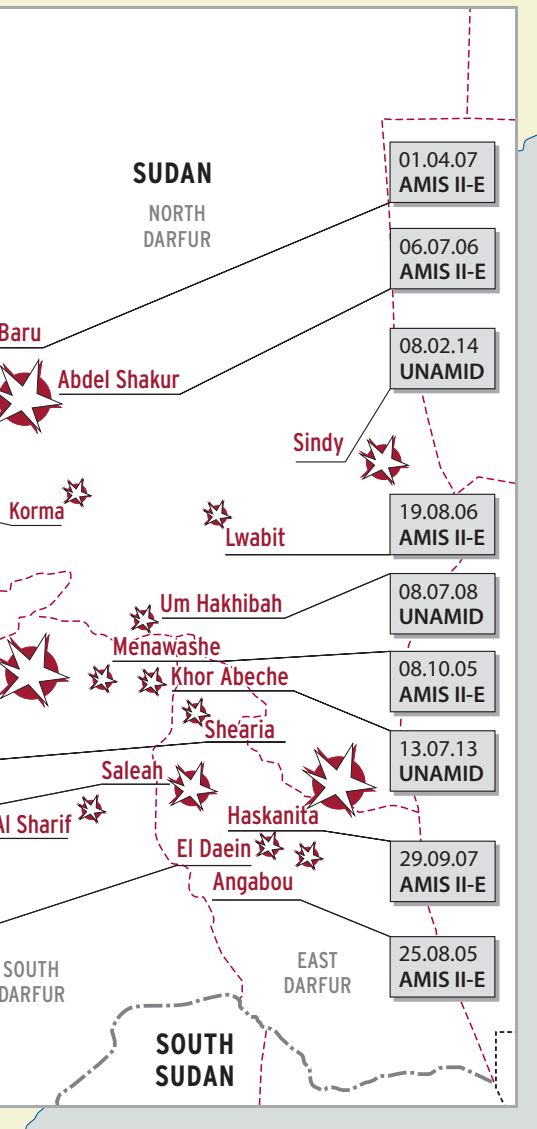 SUDAN
NORTH
DARFUR
01.04.07
AMIS II-E
06.07.06
AMIS II-E
Baru
08.02.14
UNAMID
Abdel Shakur
Sindy
Korma
19.08.06
AMIS II-E
Lwabit
08.07.08
UNAMID
Um Hakhibah
Menawashe
08.10.05
AMIS II-E
Khor Abeche
Shearia
13.07.13
UNAMID
Saleah
Al Sharif
Haskanita
El Daein
29.09.07
AMIS II-E
Angabou
25.08.05
AMIS II-E
SOUTH
DARFUR
EAST
DARFUR
SOUTH
SUDAN